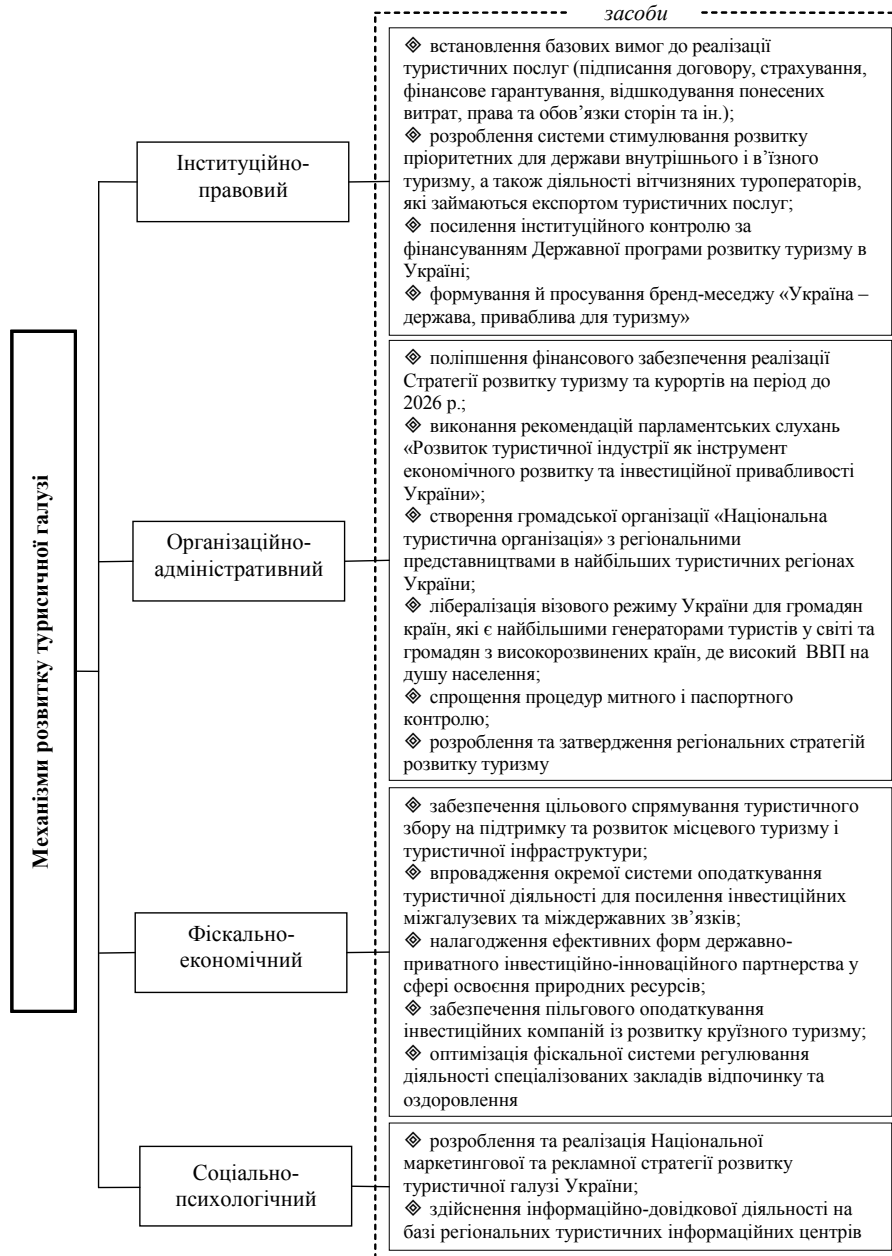 засоби
Механізми розвитку турисичної галузі
Інституційно-
правовий
◈ встановлення базових вимог до реалізації
туристичних послуг (підписання договору, страхування,
фінансове гарантування, відшкодування понесених
витрат, права та обов’язки сторін та ін.);
◈ розроблення системи стимулювання розвитку
пріоритетних для держави внутрішнього і в’їзного
туризму, а також діяльності вітчизняних туроператорів,
які займаються експортом туристичних послуг;
◈ посилення інституційного контролю за
фінансуванням Державної програми розвитку туризму в
Україні;
◈ формування й просування бренд-меседжу «Україна –
держава, приваблива для туризму»
Організаційно-
адміністративний
◈ поліпшення фінансового забезпечення реалізації
Стратегії розвитку туризму та курортів на період до
2026 р.;
◈ виконання рекомендацій парламентських слухань
«Розвиток туристичної індустрії як інструмент
економічного розвитку та інвестиційної привабливості
України»;
◈ створення громадської організації «Національна
туристична організація» з регіональними
представництвами в найбільших туристичних регіонах
України;
◈ лібералізація візового режиму України для громадян
країн, які є найбільшими генераторами туристів у світі та
громадян з високорозвинених країн, де високий ВВП на
душу населення;
◈ спрощення процедур митного і паспортного
контролю;
◈ розроблення та затвердження регіональних стратегій
розвитку туризму
Фіскально-
економічний
◈ забезпечення цільового спрямування туристичного
збору на підтримку та розвиток місцевого туризму і
туристичної інфраструктури;
◈ впровадження окремої системи оподаткування
туристичної діяльності для посилення інвестиційних
міжгалузевих та міждержавних зв’язків;
◈ налагодження ефективних форм державно-
приватного інвестиційно-інноваційного партнерства у
сфері освоєння природних ресурсів;
◈ забезпечення пільгового оподаткування
інвестиційних компаній із розвитку круїзного туризму;
◈ оптимізація фіскальної системи регулювання
діяльності спеціалізованих закладів відпочинку та
оздоровлення
Соціально-
психологічний
◈ розроблення та реалізація Національної
маркетингової та рекламної стратегії розвитку
туристичної галузі України;
◈ здійснення інформаційно-довідкової діяльності на
базі регіональних туристичних інформаційних центрів